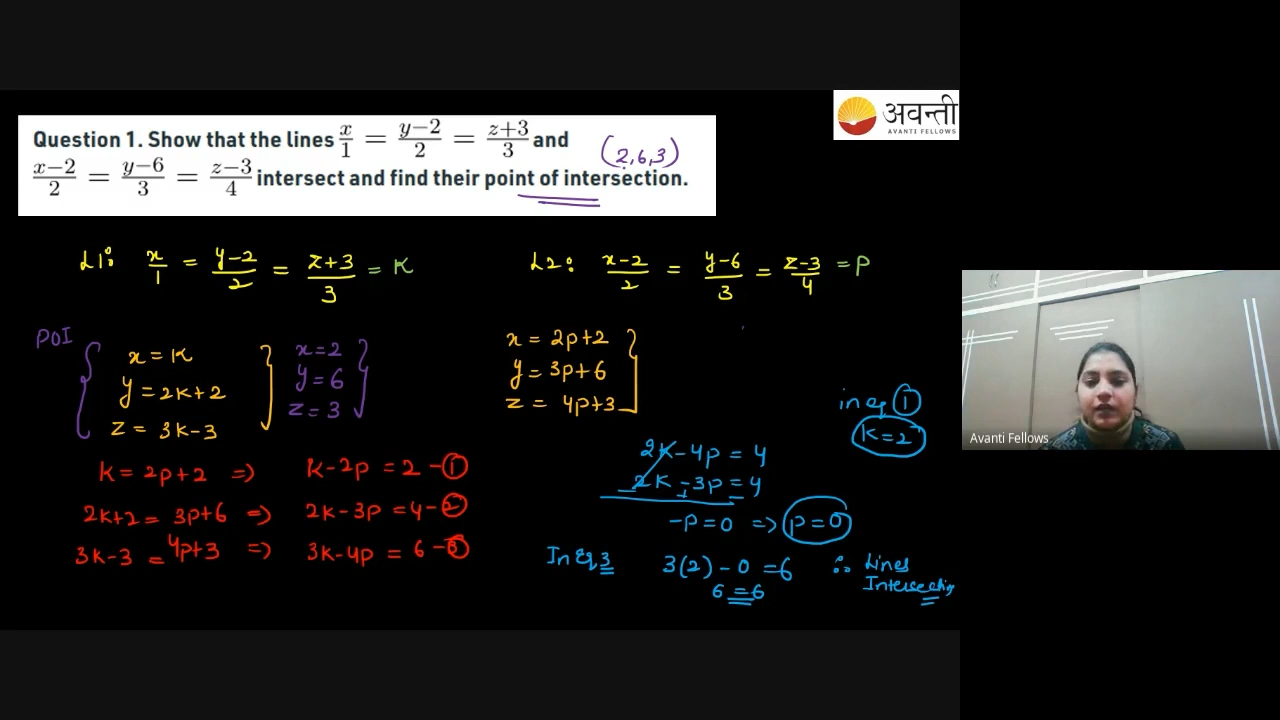 अवन्ती
AVANTI FELLOWS
Question 1. Show that the lines x/1 = y−2/2 = z+3/3 and
x−2/2 = y−6/3 = z−3/4 intersect and find their point of intersection.
(2,6,3)
L1: x/1 = y-2/2 = z+3/3 = K
L2: x-2/2 = y-6/3 = z-3/4 = P
POI
x = K
y = 2K+2
z = 3K-3
x=2
y=6
z=3
x = 2p+2
y = 3p+6
z = 4p+3
K = 2p+2 => K-2p = 2 -①
2K+2 = 3p+6 => 2K-3p = 4 -②
3K-3 = 4p+3 => 3K-4p = 6 -③
2K-4p = 4
2K-3p = 4
-p=0 => p=0
in eq ①
K=2
In Eq 3 3(2)-0=6
6=6
∴ Lines
Intersecting
Avanti Fellows